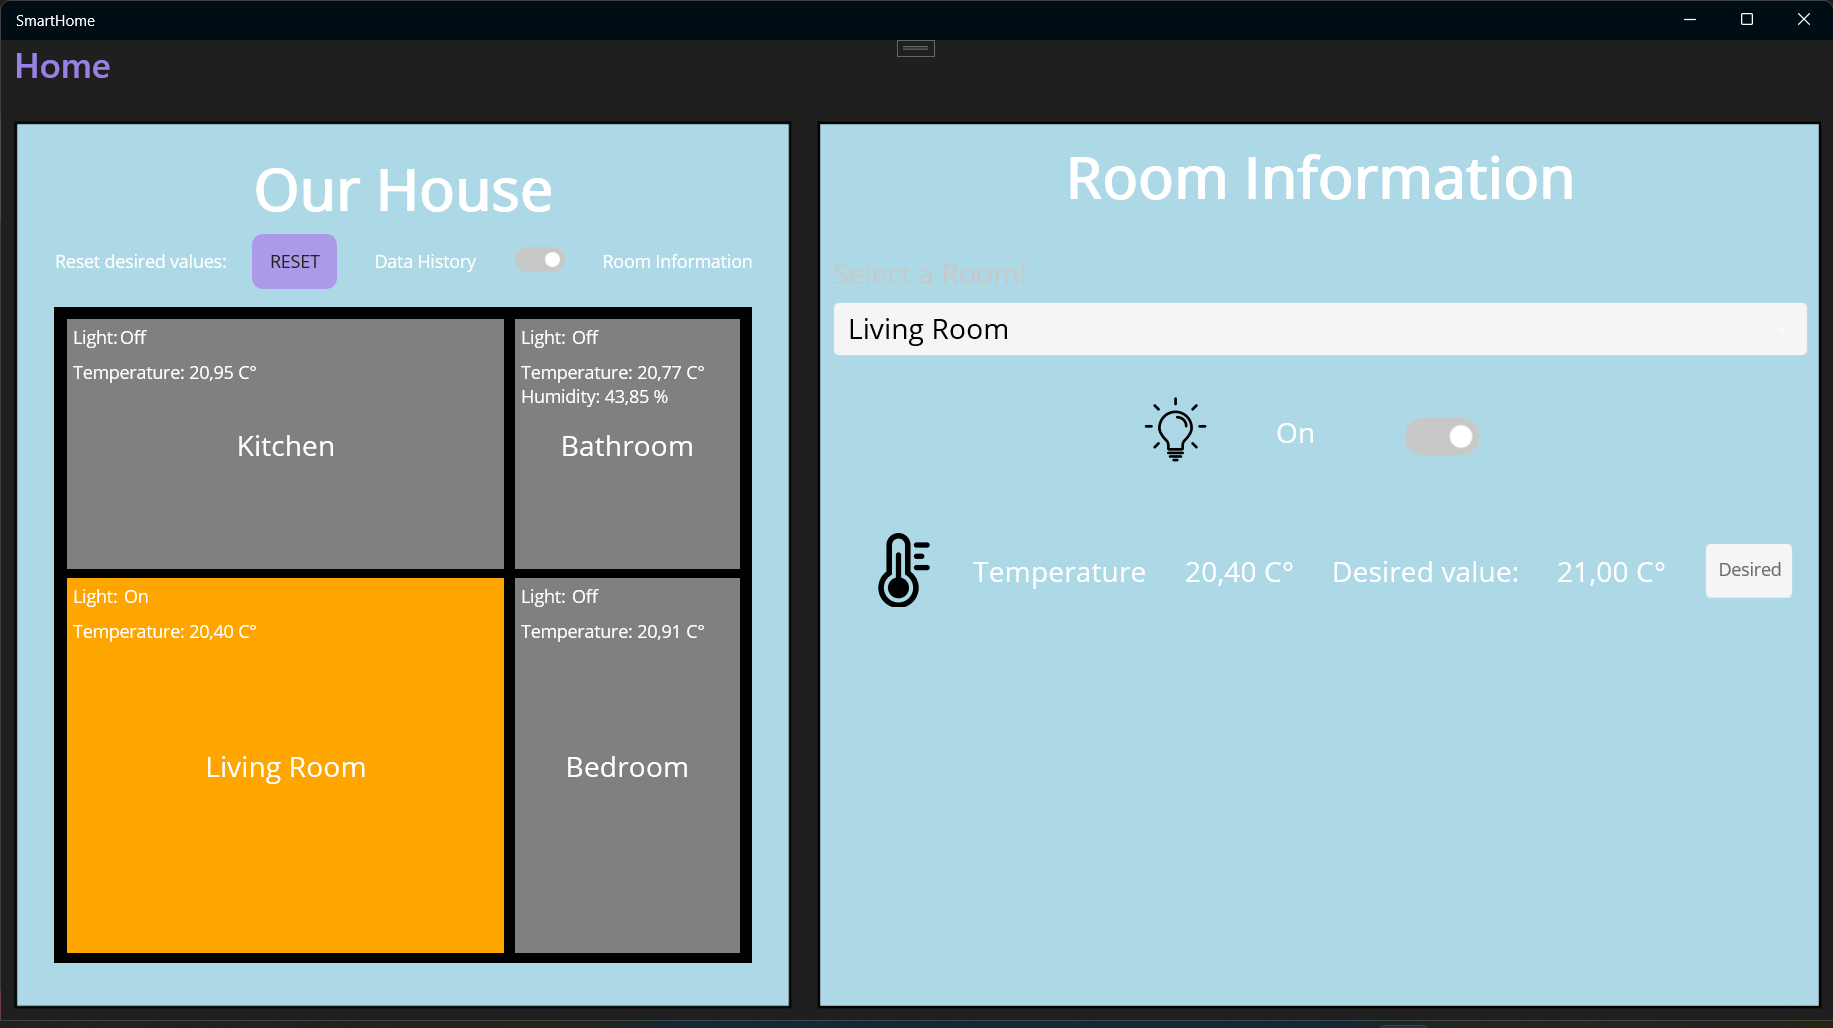 SmartHome
Home
Our House
Reset desired values: RESET Data History Room Information
Light: Off
Temperature: 20,95 C°
Kitchen
Light: Off
Temperature: 20,77 C°
Humidity: 43,85 %
Bathroom
Light: On
Temperature: 20,40 C°
Living Room
Light: Off
Temperature: 20,91 C°
Bedroom
Room Information
Select a Room!
Living Room
On
Temperature 20,40 C° Desired value: 21,00 C° Desired